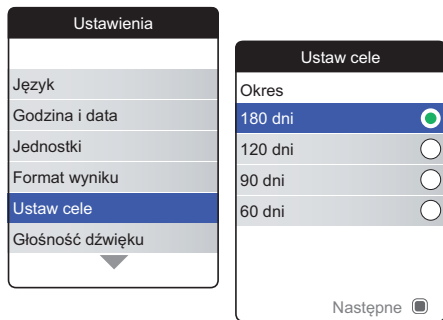 Ustawienia
Język
Godzina i data
Jednostki
Format wyniku
Ustaw cele
Głośność dźwięku
Ustaw cele
Okres
180 dni
120 dni
90 dni
60 dni
Następne